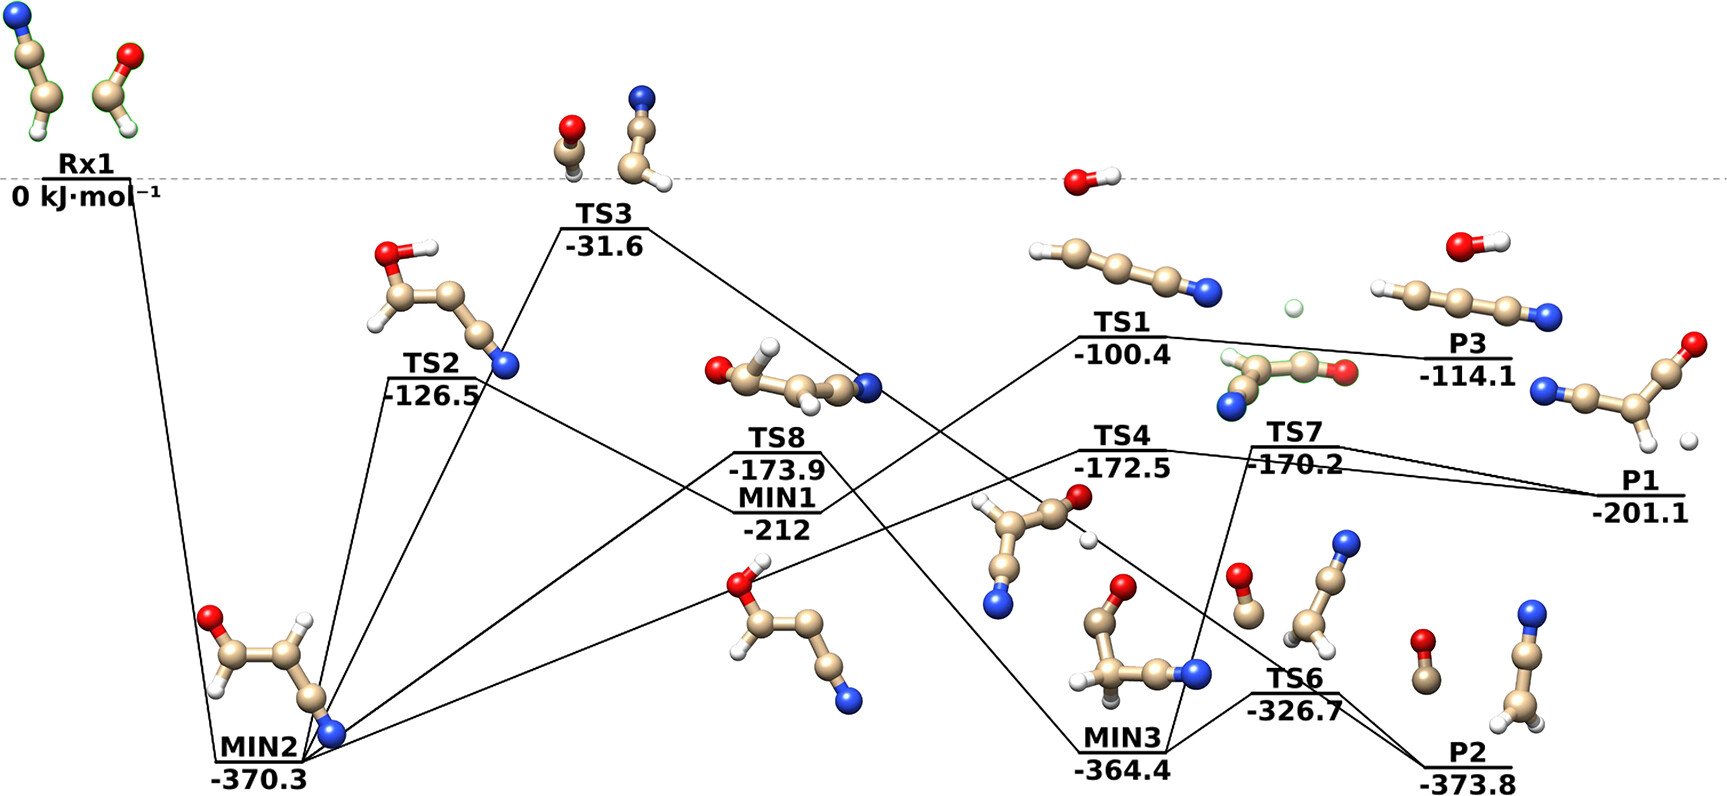 Rx1
0 kJ·mol⁻¹
TS3
-31.6
TS2
-126.5
TS1
-100.4
P3
-114.1
TS8
-173.9
MIN1
-212
TS4
-172.5
TS7
-170.2
P1
-201.1
MIN2
-370.3
MIN3
-364.4
TS6
-326.7
P2
-373.8